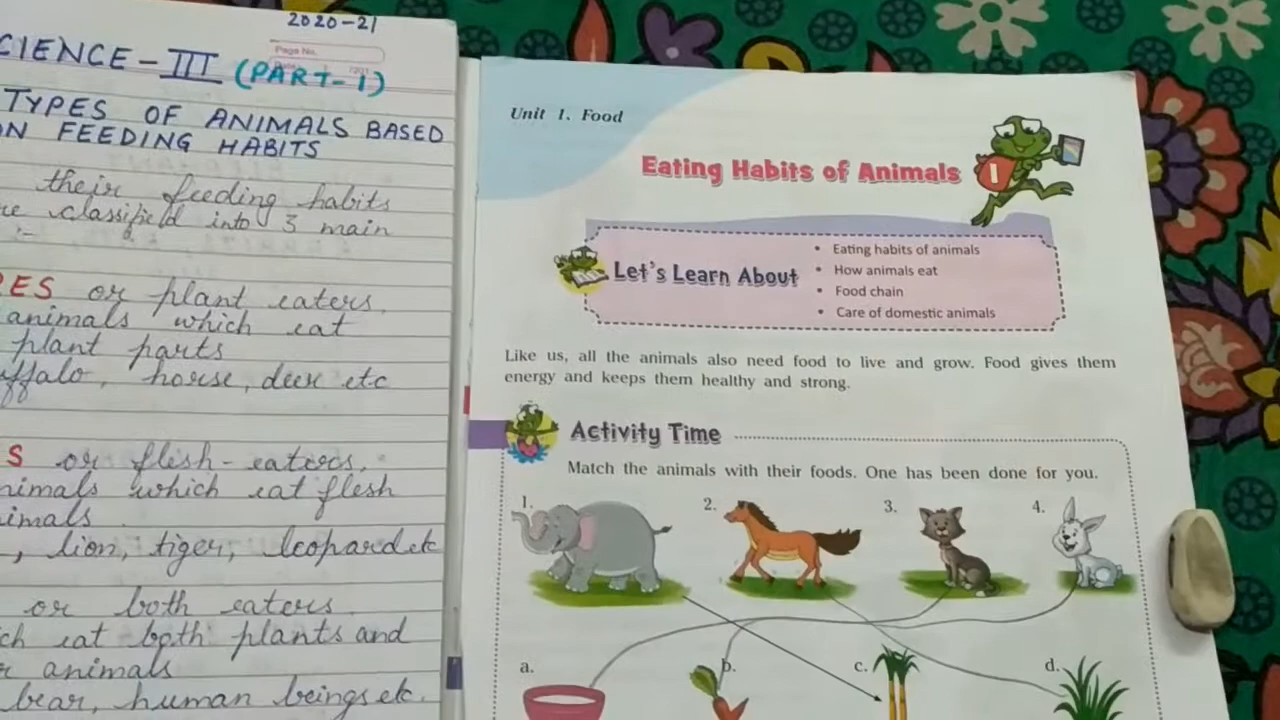 2020-21
Page No.
CIENCE-III (PART-1)
TYPES OF ANIMALS BASED
ON FEEDING HABITS
their feeding habits
re classified into 3 main
:-
ES or plant eaters,
animals which eat
plant parts
uffalo, horse, deer etc
S or flesh-eaters,
nimals which eat flesh
imals
, lion, tiger, leopard etc
or both eaters
ch eat both plants and
r animals
bear, human beings etc.
Unit 1. Food
Eating Habits of Animals
1
Let's Learn About
• Eating habits of animals
• How animals eat
• Food chain
• Care of domestic animals
Like us, all the animals also need food to live and grow. Food gives them
energy and keeps them healthy and strong.
Activity Time
Match the animals with their foods. One has been done for you.
1. 2. 3. 4.
a. b. c. d.